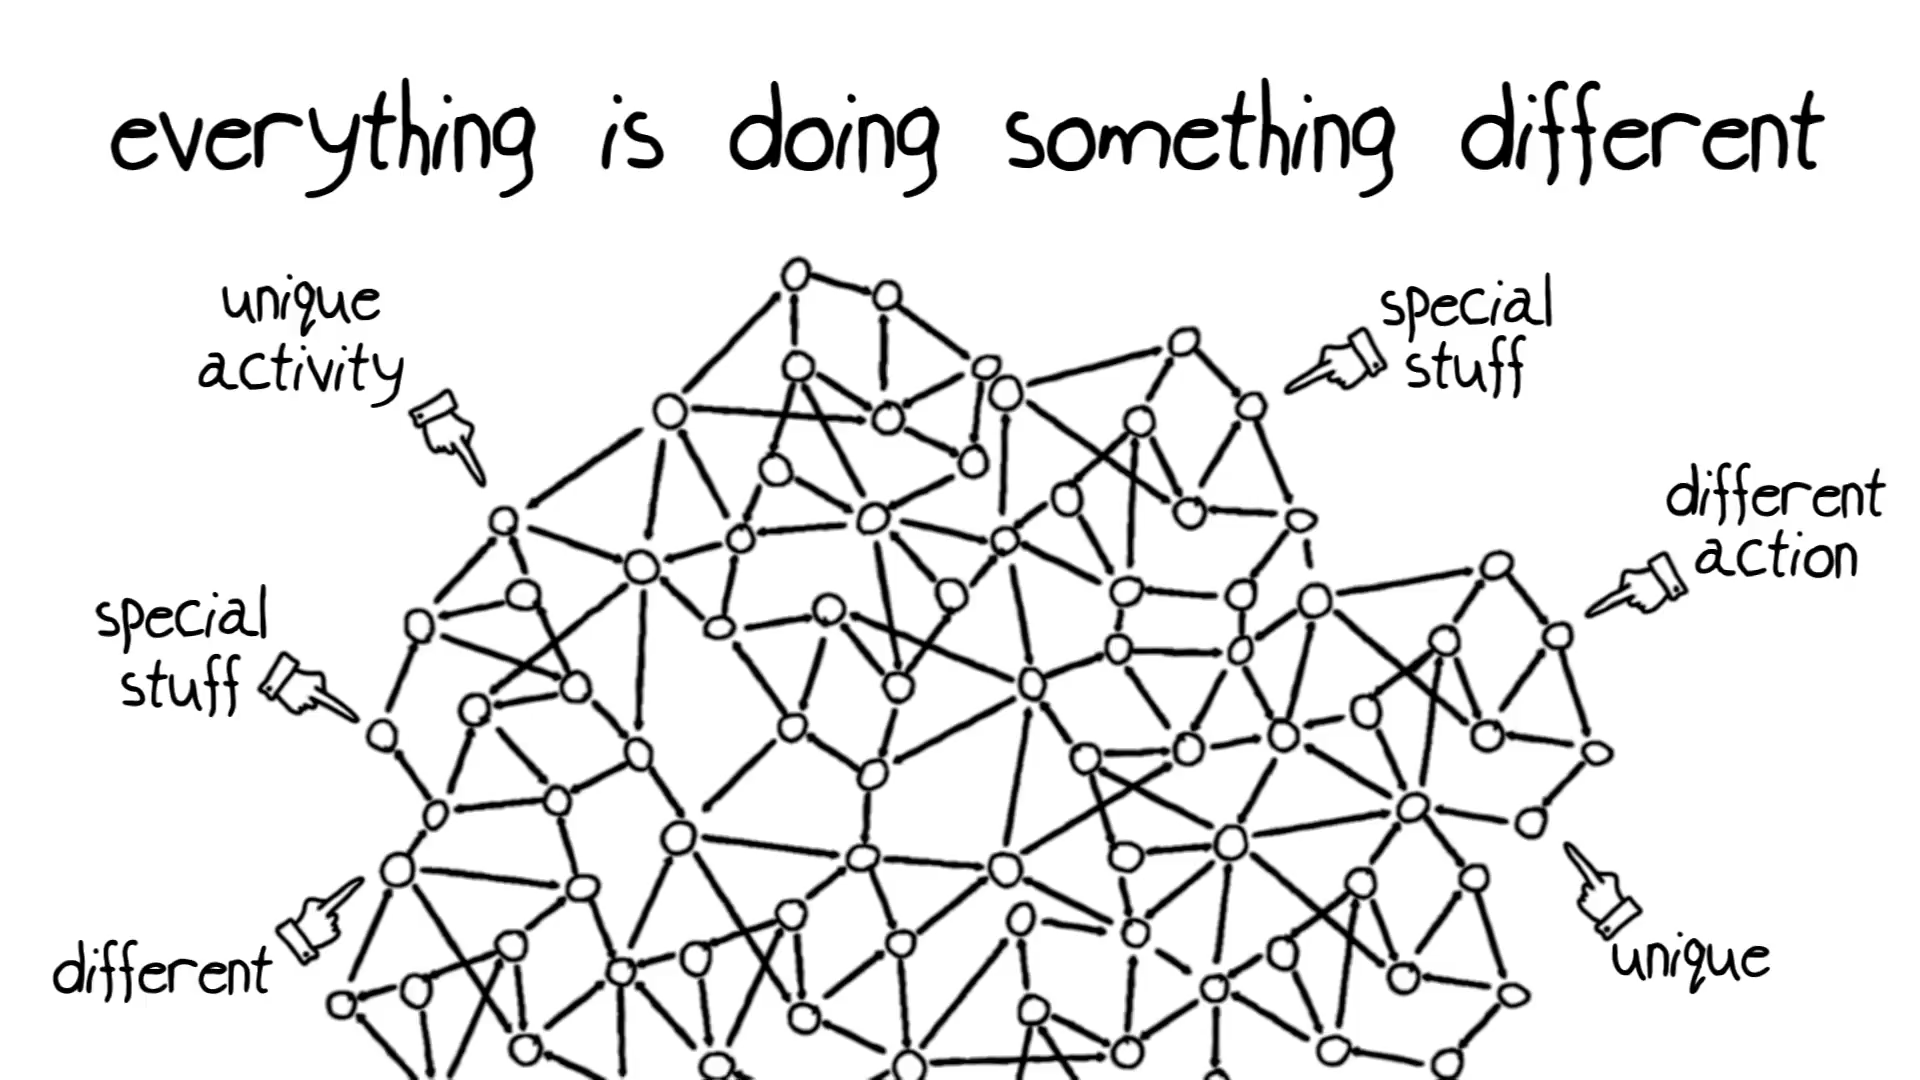 everything is doing something different
unique
activity
special
stuff
different
action
special
stuff
different
unique